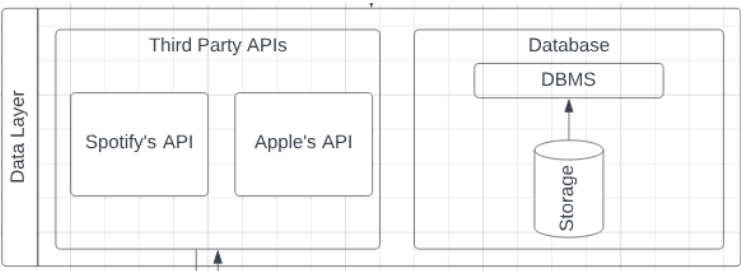 Data Layer
Third Party APIs
Spotify's API
Apple's API
Database
DBMS
Storage